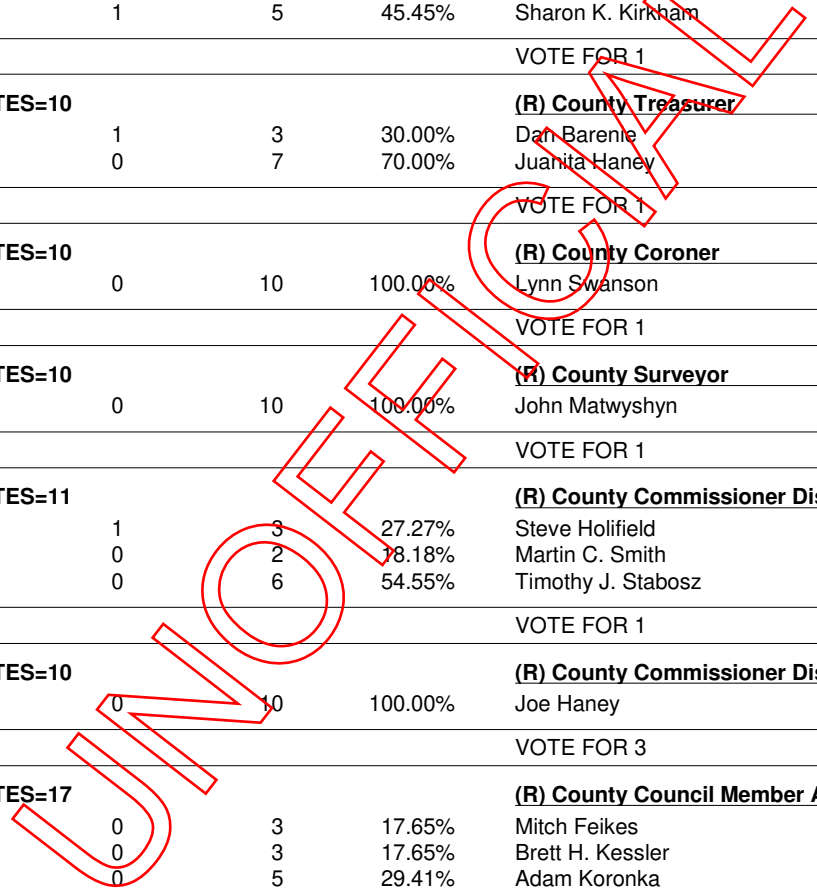 1 5 45.45% Sharon K. Kirkham
VOTE FOR 1
TES=10 (R) County Treasurer
1 3 30.00% Dan Barenie
0 7 70.00% Juanita Haney
VOTE FOR 1
TES=10 (R) County Coroner
0 10 100.00% Lynn Swanson
VOTE FOR 1
TES=10 (R) County Surveyor
0 10 100.00% John Matwyshyn
VOTE FOR 1
TES=11 (R) County Commissioner Dis
1 3 27.27% Steve Holifield
0 2 18.18% Martin C. Smith
0 6 54.55% Timothy J. Stabosz
VOTE FOR 1
TES=10 (R) County Commissioner Dis
0 10 100.00% Joe Haney
VOTE FOR 3
TES=17 (R) County Council Member A
0 3 17.65% Mitch Feikes
0 3 17.65% Brett H. Kessler
0 5 29.41% Adam Koronka
UNOFFICIAL